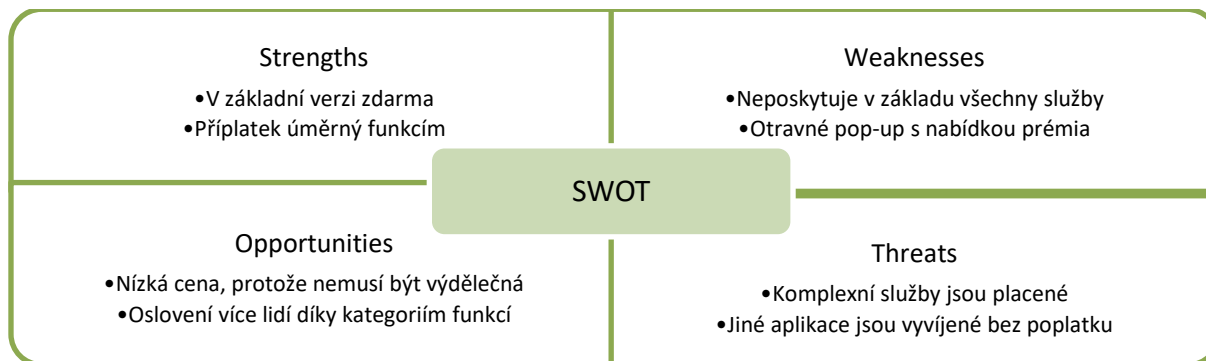 Strengths
•V základní verzi zdarma
•Příplatek úměrný funkcím
Weaknesses
•Neposkytuje v základu všechny služby
•Otravné pop-up s nabídkou prémia
SWOT
Opportunities
•Nízká cena, protože nemusí být výdělečná
•Oslovení více lidí díky kategoriím funkcí
Threats
•Komplexní služby jsou placené
•Jiné aplikace jsou vyvíjené bez poplatku